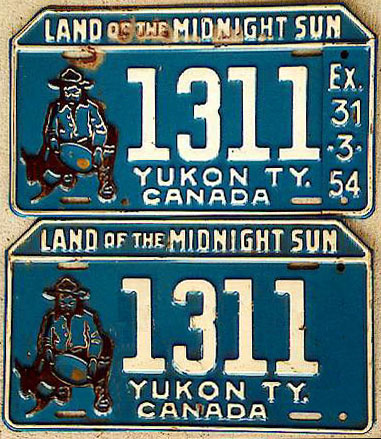 LAND OF THE MIDNIGHT SUN
1311
EX.
31
·3·
54
YUKON TY.
CANADA
LAND OF THE MIDNIGHT SUN
1311
YUKON TY.
CANADA